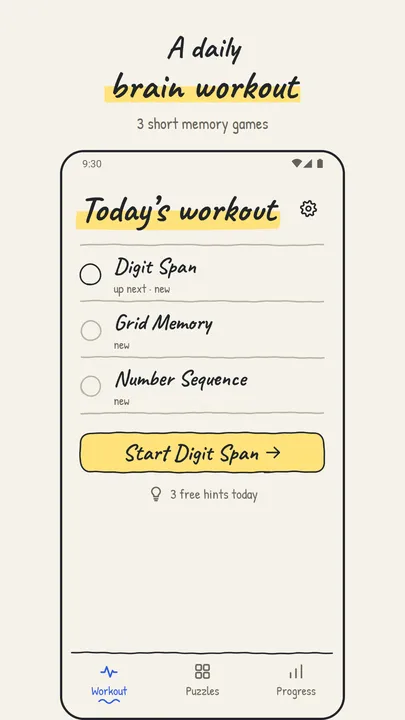 A daily
brain workout
3 short memory games
9:30
Today's workout
Digit Span
up next · new
Grid Memory
new
Number Sequence
new
Start Digit Span →
3 free hints today
Workout
Puzzles
Progress